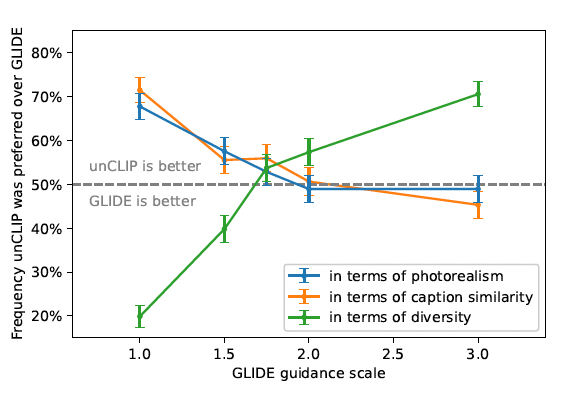 Frequency unCLIP was preferred over GLIDE
80%
70%
60%
50%
40%
30%
20%
unCLIP is better
GLIDE is better
in terms of photorealism
in terms of caption similarity
in terms of diversity
1.0 1.5 2.0 2.5 3.0
GLIDE guidance scale